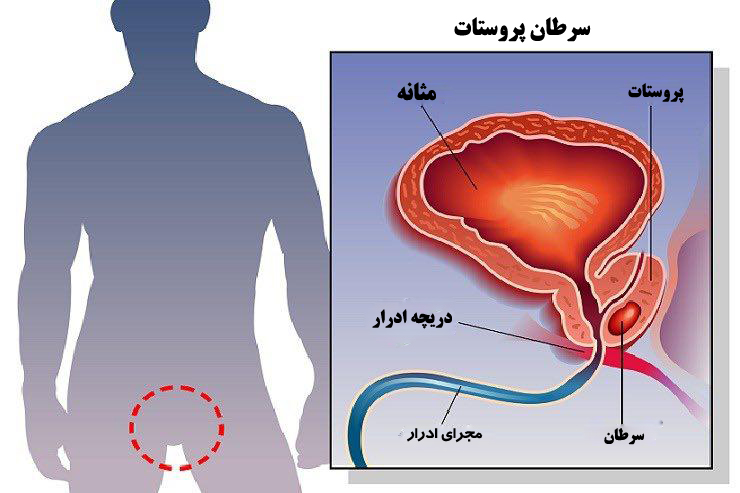 سرطان پروستات
پروستات
مثانه
دریچه ادرار
مجرای ادرار
سرطان